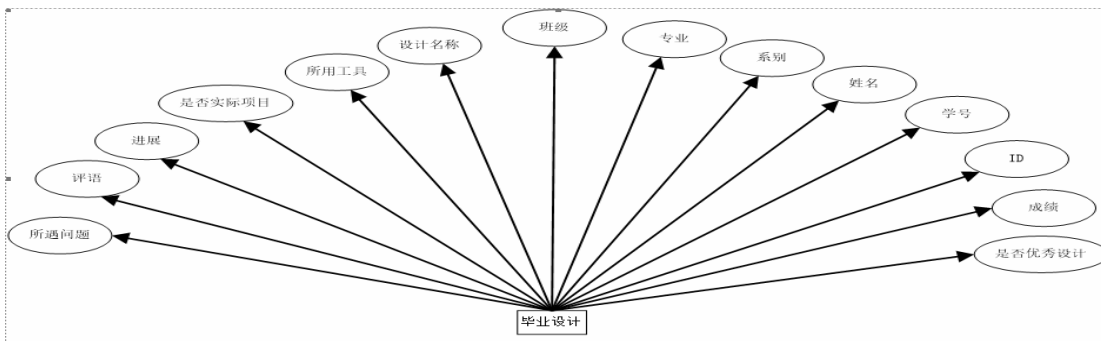 班级
专业
设计名称
系别
所用工具
姓名
是否实际项目
学号
进展
ID
评语
成绩
所遇问题
是否优秀设计
毕业设计